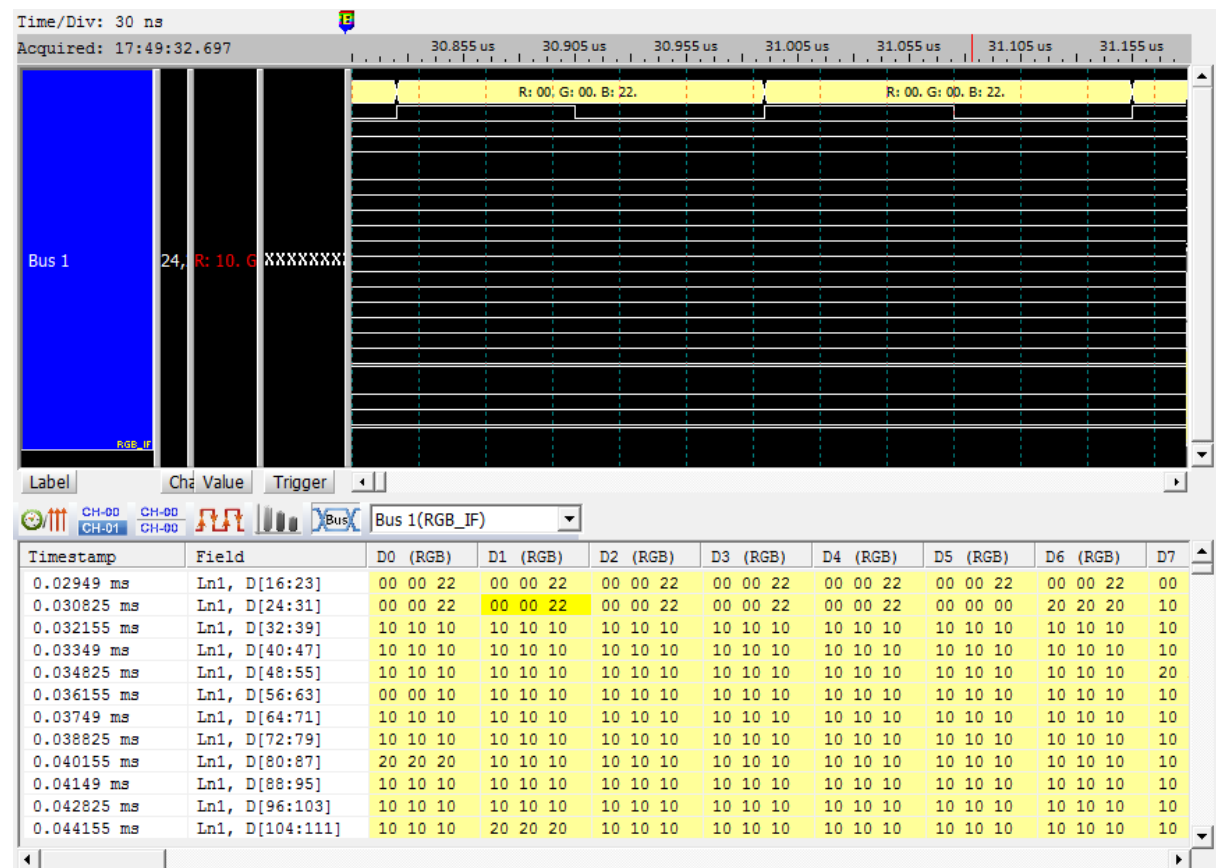 Time/Div: 30 ns
Acquired: 17:49:32.697 30.855 us 30.905 us 30.955 us 31.005 us 31.055 us 31.105 us 31.155 us
R: 00. G: 00. B: 22. R: 00. G: 00. B: 22.
Bus 1 24, R: 10. G XXXXXXX
RGB_IF
Label Cha Value Trigger
CH-00 CH-00
CH-01 CH-00 Bus Bus 1(RGB_IF)
Timestamp Field D0 (RGB) D1 (RGB) D2 (RGB) D3 (RGB) D4 (RGB) D5 (RGB) D6 (RGB) D7
0.02949 ms Ln1, D[16:23] 00 00 22 00 00 22 00 00 22 00 00 22 00 00 22 00 00 22 00 00 22 00
0.030825 ms Ln1, D[24:31] 00 00 22 00 00 22 00 00 22 00 00 22 00 00 22 00 00 00 20 20 20 10
0.032155 ms Ln1, D[32:39] 10 10 10 10 10 10 10 10 10 10 10 10 10 10 10 10 10 10 10 10 10 10
0.03349 ms Ln1, D[40:47] 10 10 10 10 10 10 10 10 10 10 10 10 10 10 10 10 10 10 10 10 10 10
0.034825 ms Ln1, D[48:55] 10 10 10 10 10 10 10 10 10 10 10 10 10 10 10 10 10 10 10 10 10 20
0.036155 ms Ln1, D[56:63] 00 00 10 10 10 10 10 10 10 10 10 10 10 10 10 10 10 10 10 10 10 10
0.03749 ms Ln1, D[64:71] 10 10 10 10 10 10 10 10 10 10 10 10 10 10 10 10 10 10 10 10 10 10
0.038825 ms Ln1, D[72:79] 10 10 10 10 10 10 10 10 10 10 10 10 10 10 10 10 10 10 10 10 10 10
0.040155 ms Ln1, D[80:87] 20 20 20 10 10 10 10 10 10 10 10 10 10 10 10 10 10 10 10 10 10 10
0.04149 ms Ln1, D[88:95] 10 10 10 10 10 10 10 10 10 10 10 10 10 10 10 10 10 10 10 10 10 10
0.042825 ms Ln1, D[96:103] 10 10 10 10 10 10 10 10 10 10 10 10 10 10 10 10 10 10 10 10 10 10
0.044155 ms Ln1, D[104:111] 10 10 10 20 20 20 10 10 10 10 10 10 10 10 10 10 10 10 10 10 10 10